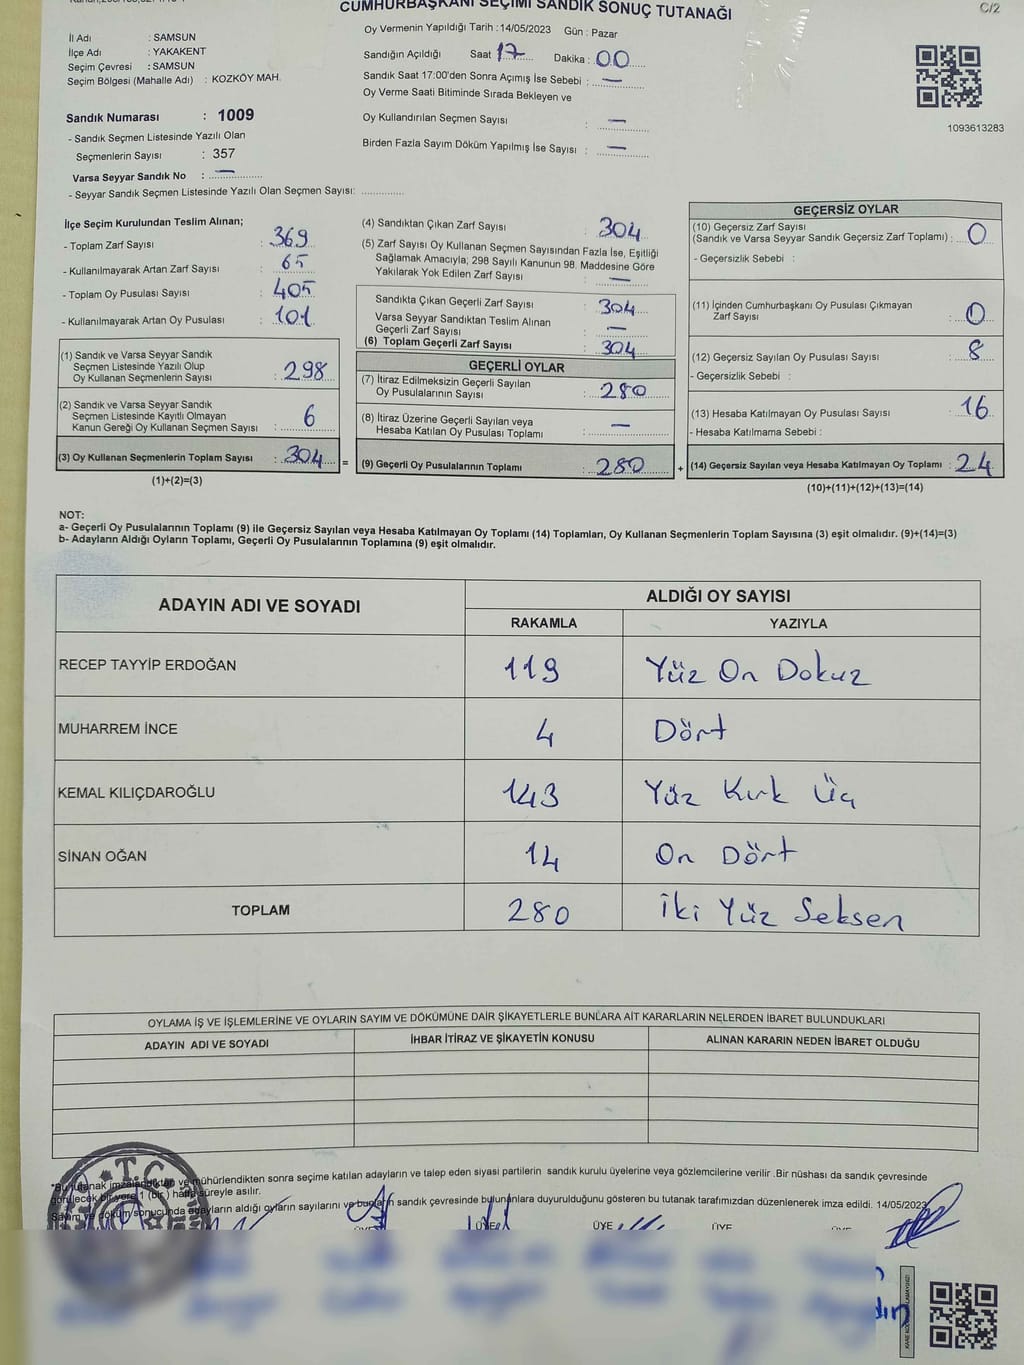 CUMHURBAŞKANI SEÇİMİ SANDIK SONUÇ TUTANAĞI
C/2
İl Adı : SAMSUN
İlçe Adı : YAKAKENT
Seçim Çevresi : SAMSUN
Seçim Bölgesi (Mahalle Adı) : KOZKÖY MAH.
Sandık Numarası : 1009
- Sandık Seçmen Listesinde Yazılı Olan
Seçmenlerin Sayısı : 357
Varsa Seyyar Sandık No : —
- Seyyar Sandık Seçmen Listesinde Yazılı Olan Seçmen Sayısı:
Oy Vermenin Yapıldığı Tarih : 14/05/2023 Gün : Pazar
Sandığın Açıldığı Saat 17 Dakika : 00
Sandık Saat 17:00'den Sonra Açımış İse Sebebi : —
Oy Verme Saati Bitiminde Sırada Bekleyen ve
Oy Kullandırılan Seçmen Sayısı : —
Birden Fazla Sayım Döküm Yapılmış İse Sayısı : —
1093613283
İlçe Seçim Kurulundan Teslim Alınan;
- Toplam Zarf Sayısı : 369
- Kullanılmayarak Artan Zarf Sayısı : 65
- Toplam Oy Pusulası Sayısı : 405
- Kullanılmayarak Artan Oy Pusulası : 101
(1) Sandık ve Varsa Seyyar Sandık
Seçmen Listesinde Yazılı Olup
Oy Kullanan Seçmenlerin Sayısı : 298
(2) Sandık ve Varsa Seyyar Sandık
Seçmen Listesinde Kayıtlı Olmayan
Kanun Gereği Oy Kullanan Seçmen Sayısı : 6
(3) Oy Kullanan Seçmenlerin Toplam Sayısı : 304 =
(1)+(2)=(3)
(4) Sandıktan Çıkan Zarf Sayısı : 304
(5) Zarf Sayısı Oy Kullanan Seçmen Sayısından Fazla İse, Eşitliği
Sağlamak Amacıyla; 298 Sayılı Kanunun 98. Maddesine Göre
Yakılarak Yok Edilen Zarf Sayısı : —
Sandıkta Çıkan Geçerli Zarf Sayısı : 304
Varsa Seyyar Sandıktan Teslim Alınan
Geçerli Zarf Sayısı : —
(6) Toplam Geçerli Zarf Sayısı : 304
GEÇERLİ OYLAR
(7) İtiraz Edilmeksizin Geçerli Sayılan
Oy Pusulalarının Sayısı : 280
(8) İtiraz Üzerine Geçerli Sayılan veya
Hesaba Katılan Oy Pusulası Toplamı : —
(9) Geçerli Oy Pusulalarının Toplamı : 280 +
GEÇERSİZ OYLAR
(10) Geçersiz Zarf Sayısı
(Sandık ve Varsa Seyyar Sandık Geçersiz Zarf Toplamı) : 0
- Geçersizlik Sebebi :
(11) İçinden Cumhurbaşkanı Oy Pusulası Çıkmayan
Zarf Sayısı : 0
(12) Geçersiz Sayılan Oy Pusulası Sayısı : 8
- Geçersizlik Sebebi :
(13) Hesaba Katılmayan Oy Pusulası Sayısı : 16
- Hesaba Katılmama Sebebi :
(14) Geçersiz Sayılan veya Hesaba Katılmayan Oy Toplamı : 24
(10)+(11)+(12)+(13)=(14)
NOT:
a- Geçerli Oy Pusulalarının Toplamı (9) ile Geçersiz Sayılan veya Hesaba Katılmayan Oy Toplamı (14) Toplamları, Oy Kullanan Seçmenlerin Toplam Sayısına (3) eşit olmalıdır. (9)+(14)=(3)
b- Adayların Aldığı Oyların Toplamı, Geçerli Oy Pusulalarının Toplamına (9) eşit olmalıdır.
ADAYIN ADI VE SOYADI
ALDIĞI OY SAYISI
RAKAMLA YAZIYLA
RECEP TAYYİP ERDOĞAN 119 Yüz On Dokuz
MUHARREM İNCE 4 Dört
KEMAL KILIÇDAROĞLU 143 Yüz Kırk Üç
SİNAN OĞAN 14 On Dört
TOPLAM 280 İki Yüz Seksen
OYLAMA İŞ VE İŞLEMLERİNE VE OYLARIN SAYIM VE DÖKÜMÜNE DAİR ŞİKAYETLERLE BUNLARA AİT KARARLARIN NELERDEN İBARET BULUNDUKLARI
ADAYIN ADI VE SOYADI İHBAR İTİRAZ VE ŞİKAYETİN KONUSU ALINAN KARARIN NEDEN İBARET OLDUĞU
T.C.
*Bu tutanak imzalandıktan ve mühürlendikten sonra seçime katılan adayların ve talep eden siyasi partilerin sandık kurulu üyelerine veya gözlemcilerine verilir .Bir nüshası da sandık çevresinde
görülecek bir yere 1 (bir ) hafta süreyle asılır.
Sayım ve döküm sonucunda adayların aldığı oyların sayılarını ve bunların sandık çevresinde bulunanlara duyurulduğunu gösteren bu tutanak tarafımızdan düzenlenerek imza edildi. 14/05/2023
ÜYE ÜYE